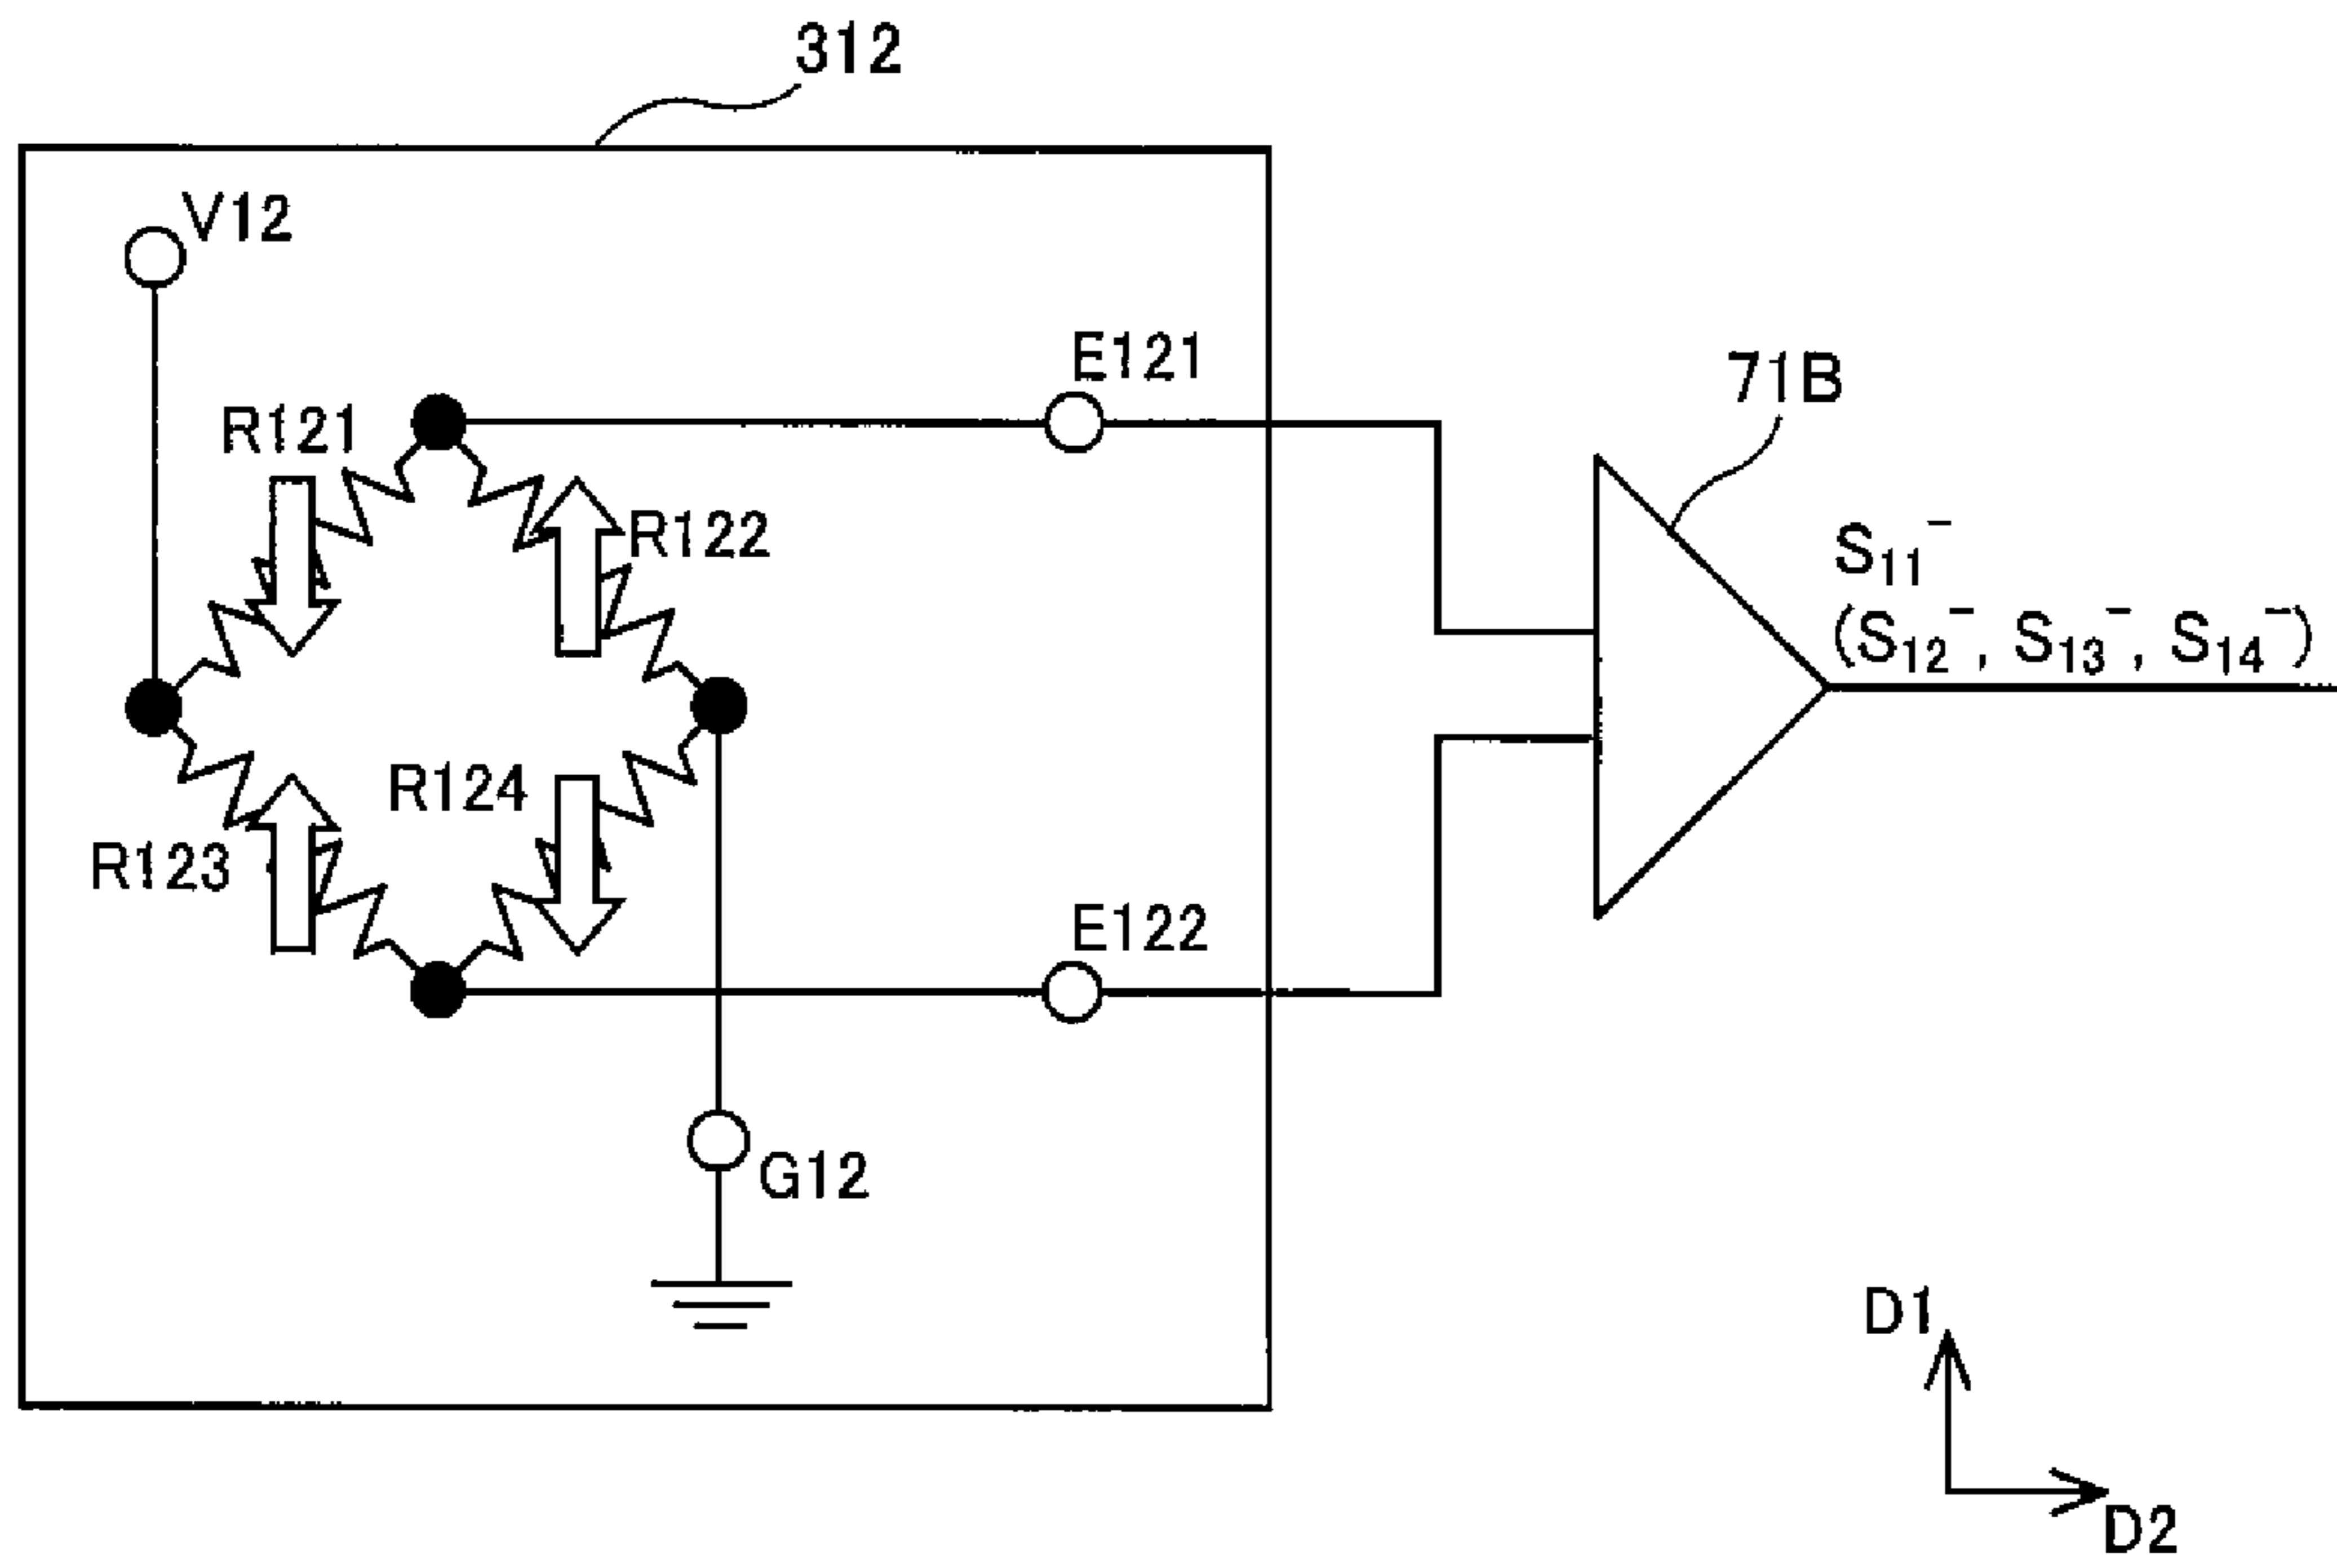 312
V12
E121
71B
R121
R122
S₁₁⁻
(S₁₂⁻, S₁₃⁻, S₁₄⁻)
R124
R123
E122
G12
D1
D2